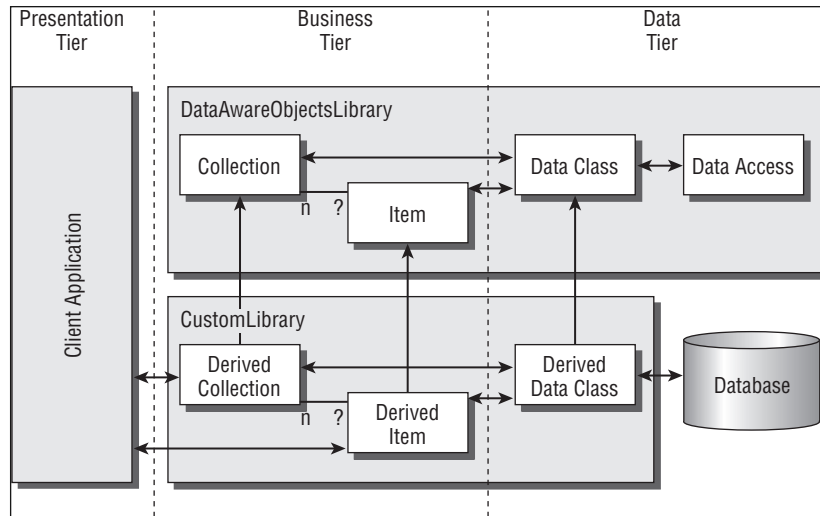 Presentation
Tier
Business
Tier
Data
Tier
Client Application
DataAwareObjectsLibrary
Collection
Data Class
Data Access
n ?
Item
CustomLibrary
Derived
Collection
Derived
Data Class
Database
n ?
Derived
Item